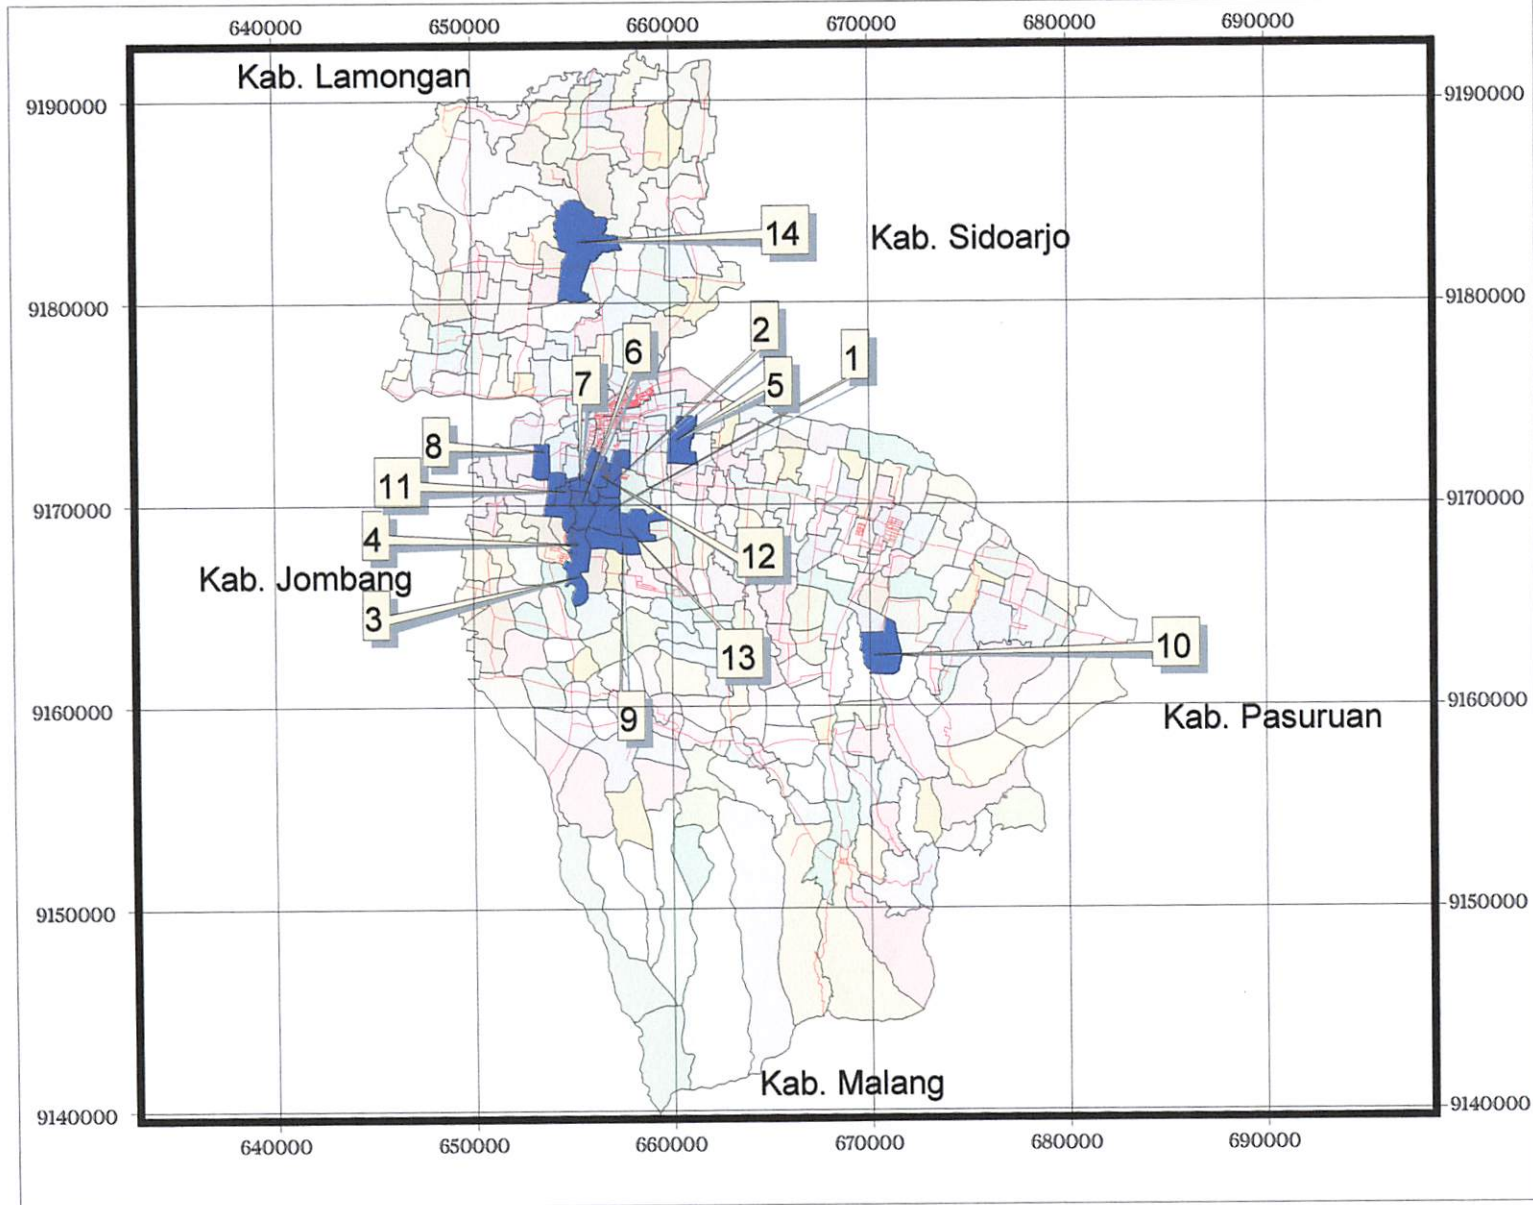 640000 650000 660000 670000 680000 690000
Kab. Lamongan
9190000 9190000
14
Kab. Sidoarjo
9180000 9180000
2
6
1
7
5
8
11
9170000 9170000
4
12
Kab. Jombang
3
13
10
9160000 9160000
9
Kab. Pasuruan
9150000 9150000
Kab. Malang
9140000 9140000
640000 650000 660000 670000 680000 690000